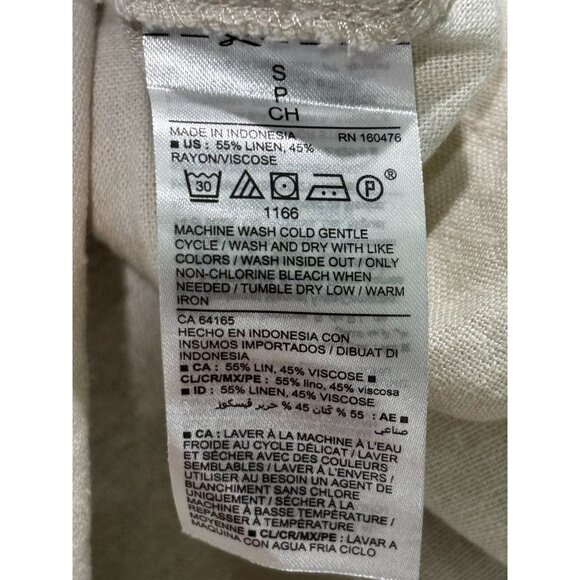 S
P
CH
MADE IN INDONESIA RN 160476
■ US : 55% LINEN, 45%
RAYON/VISCOSE
30 P ®
1166
MACHINE WASH COLD GENTLE
CYCLE / WASH AND DRY WITH LIKE
COLORS / WASH INSIDE OUT / ONLY
NON-CHLORINE BLEACH WHEN
NEEDED / TUMBLE DRY LOW / WARM
IRON
CA 64165
HECHO EN INDONESIA CON
INSUMOS IMPORTADOS / DIBUAT DI
INDONESIA
■ CA : 55% LIN, 45% VISCOSE ■
CL/CR/MX/PE : 55% lino, 45% viscosa
■ ID : 55% LINEN, 45% VISCOSE
■ AE : 55 % كتان 45 % حرير فيسكوز
صناعي
■ CA : LAVER À LA MACHINE À L'EAU
FROIDE AU CYCLE DÉLICAT / LAVER
ET SÉCHER AVEC DES COULEURS
SEMBLABLES / LAVER À L'ENVERS /
UTILISER AU BESOIN UN AGENT DE
BLANCHIMENT SANS CHLORE
UNIQUEMENT / SÉCHER À LA
MACHINE À BASSE TEMPÉRATURE /
REPASSER À TEMPÉRATURE
MOYENNE ■ CL/CR/MX/PE : LAVAR A
MAQUINA CON AGUA FRIA CICLO